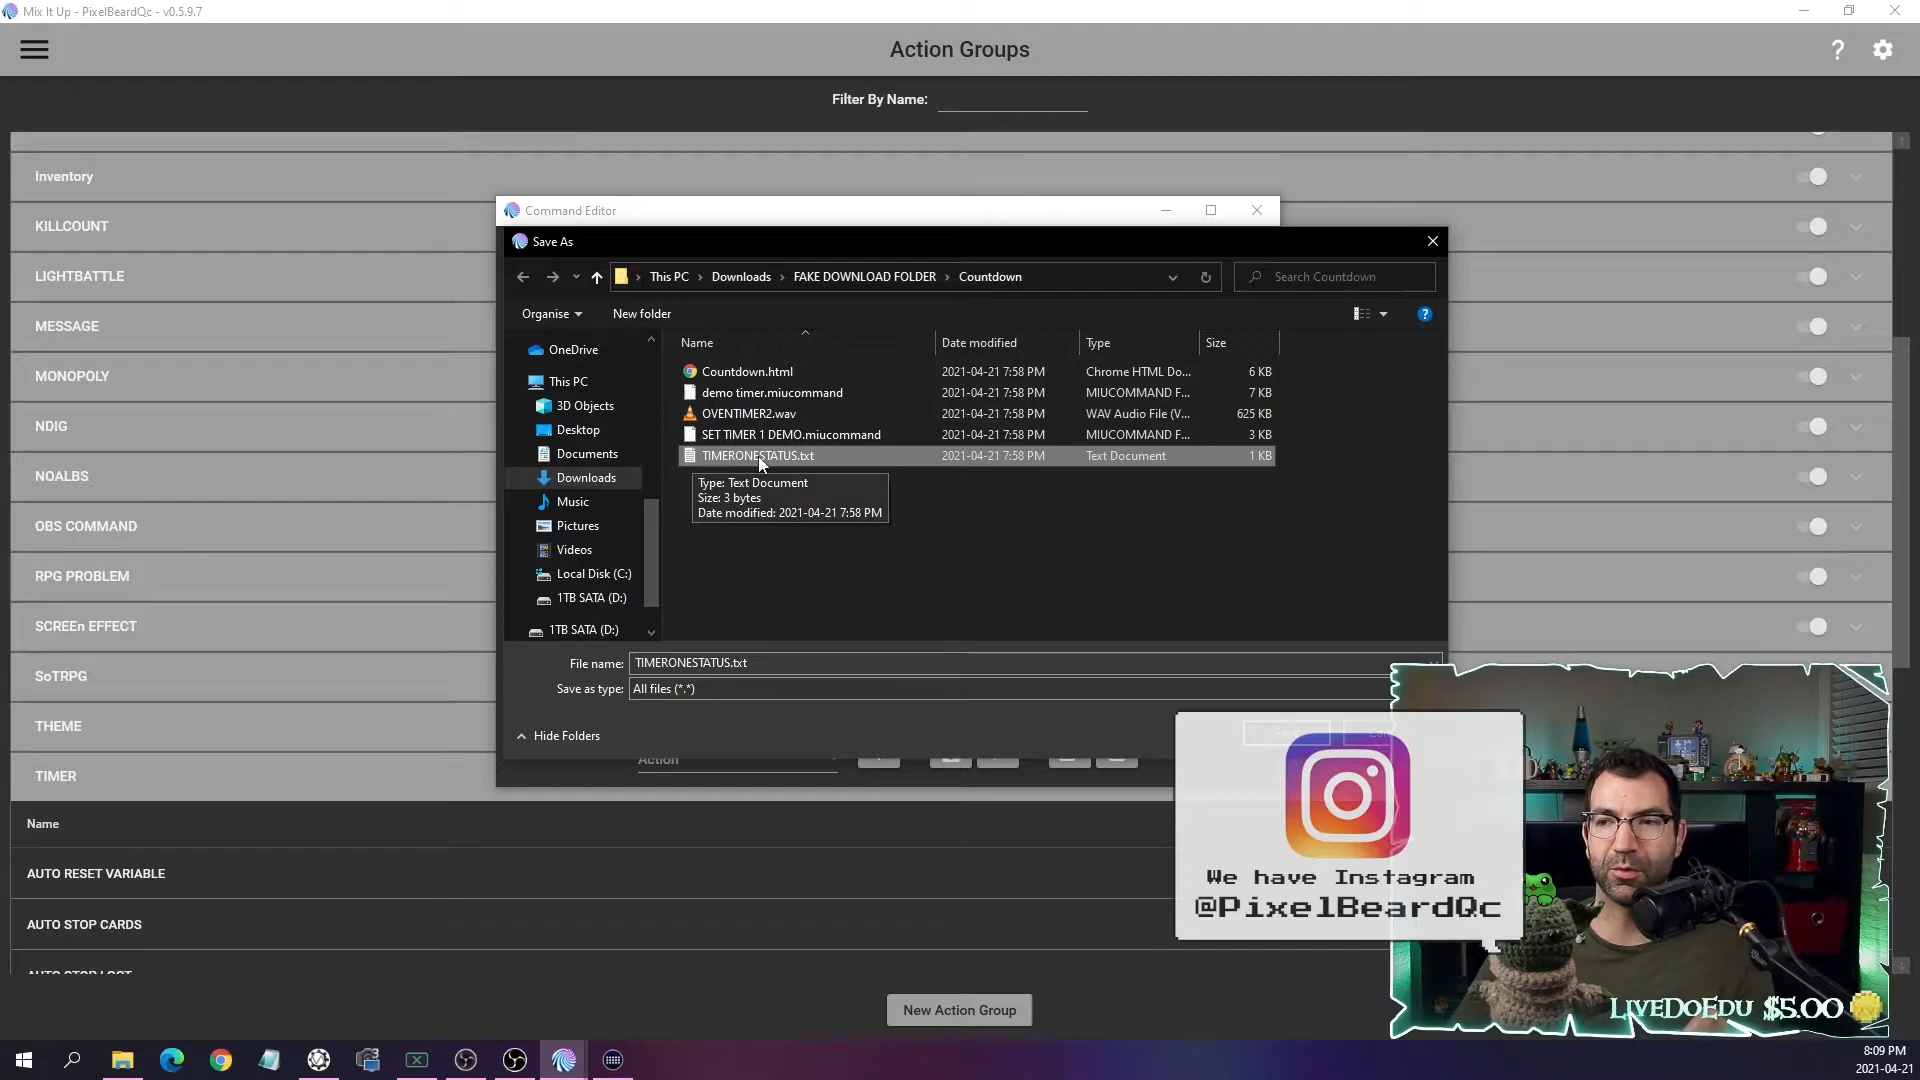 Mix It Up - PixelBeardQc - v0.5.9.7
Action Groups
?
Filter By Name:
Inventory
KILLCOUNT
LIGHTBATTLE
MESSAGE
MONOPOLY
NDIG
NOALBS
OBS COMMAND
RPG PROBLEM
SCREEn EFFECT
SoTRPG
THEME
TIMER
Name
AUTO RESET VARIABLE
AUTO STOP CARDS
AUTO STOP LOOT
New Action Group
Command Editor
Save As
This PC > Downloads > FAKE DOWNLOAD FOLDER > Countdown
Search Countdown
Organise
New folder
?
OneDrive
This PC
3D Objects
Desktop
Documents
Downloads
Music
Pictures
Videos
Local Disk (C:)
1TB SATA (D:)
1TB SATA (D:)
Name Date modified Type Size
Countdown.html 2021-04-21 7:58 PM Chrome HTML Do... 6 KB
demo timer.miucommand 2021-04-21 7:58 PM MIUCOMMAND F... 7 KB
OVENTIMER2.wav 2021-04-21 7:58 PM WAV Audio File (V... 625 KB
SET TIMER 1 DEMO.miucommand 2021-04-21 7:58 PM MIUCOMMAND F... 3 KB
TIMERONESTATUS.txt 2021-04-21 7:58 PM Text Document 1 KB
Type: Text Document
Size: 3 bytes
Date modified: 2021-04-21 7:58 PM
File name: TIMERONESTATUS.txt
Save as type: All files (*.*)
Hide Folders
Action
We have Instagram
@PixelBeardQc
LiveDoEdu $5.00
8:09 PM
2021-04-21